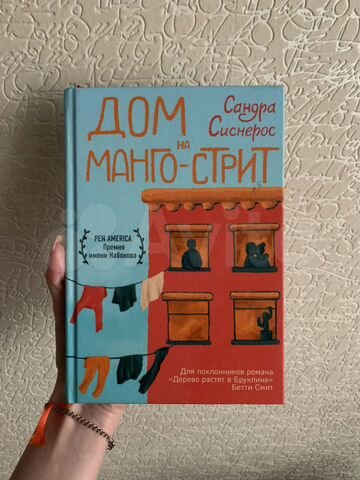 ДОМ
НА
МАНГО-СТРИТ
Сандра
Сиснерос
PEN AMERICA
Премия
имени Набокова
Для поклонников романа
«Дерево растет в Бруклине»
Бетти Смит
Avito